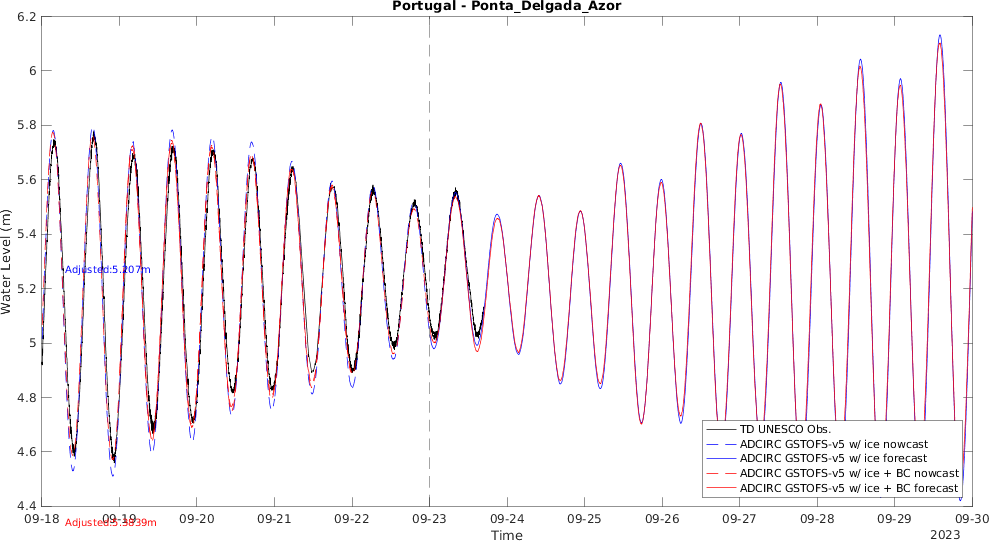 Portugal - Ponta_Delgada_Azor
6.2
6
5.8
5.6
5.4
5.2
5
4.8
4.6
4.4
Water Level (m)
Adjusted:5.207m
TD UNESCO Obs.
ADCIRC GSTOFS-v5 w/ ice nowcast
ADCIRC GSTOFS-v5 w/ ice forecast
ADCIRC GSTOFS-v5 w/ ice + BC nowcast
ADCIRC GSTOFS-v5 w/ ice + BC forecast
09-18 09-19 09-20 09-21 09-22 09-23 09-24 09-25 09-26 09-27 09-28 09-29 09-30
Time
2023